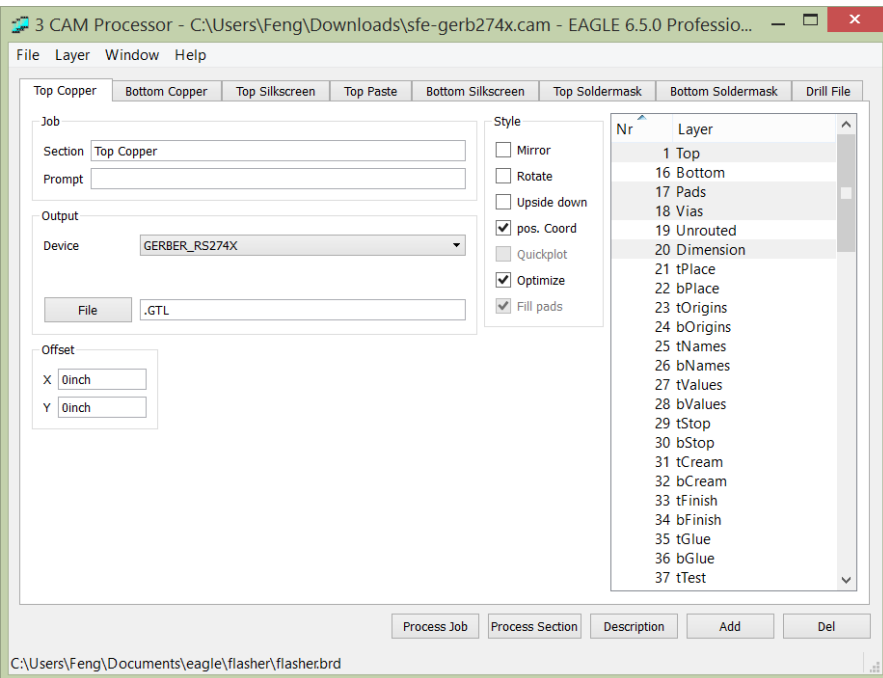 3 CAM Processor - C:\Users\Feng\Downloads\sfe-gerb274x.cam - EAGLE 6.5.0 Professio...
File Layer Window Help
Top Copper Bottom Copper Top Silkscreen Top Paste Bottom Silkscreen Top Soldermask Bottom Soldermask Drill File
Job
Section Top Copper
Prompt
Output
Device GERBER_RS274X
File .GTL
Offset
X 0inch
Y 0inch
Style
Mirror
Rotate
Upside down
pos. Coord
Quickplot
Optimize
Fill pads
Nr Layer
1 Top
16 Bottom
17 Pads
18 Vias
19 Unrouted
20 Dimension
21 tPlace
22 bPlace
23 tOrigins
24 bOrigins
25 tNames
26 bNames
27 tValues
28 bValues
29 tStop
30 bStop
31 tCream
32 bCream
33 tFinish
34 bFinish
35 tGlue
36 bGlue
37 tTest
Process Job Process Section Description Add Del
C:\Users\Feng\Documents\eagle\flasher\flasher.brd